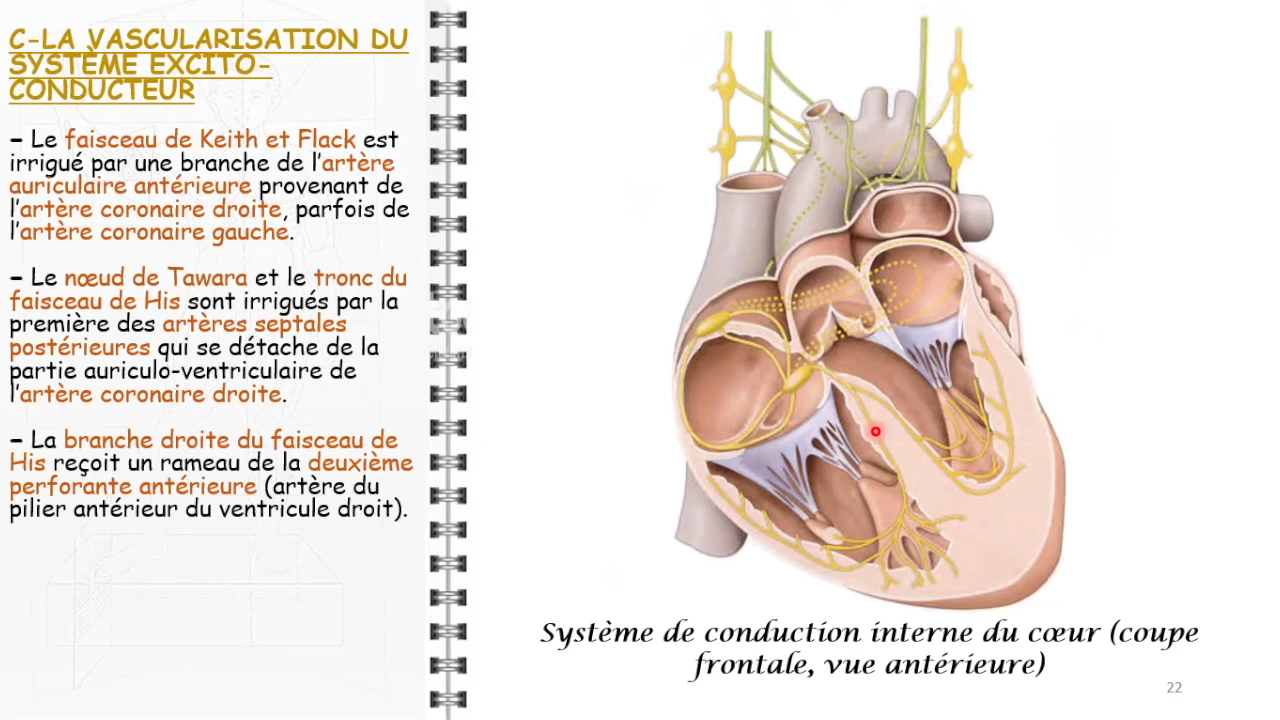 C-LA VASCULARISATION DU
SYSTÈME EXCITO-
CONDUCTEUR
– Le faisceau de Keith et Flack est
irrigué par une branche de l’artère
auriculaire antérieure provenant de
l’artère coronaire droite, parfois de
l’artère coronaire gauche.
– Le nœud de Tawara et le tronc du
faisceau de His sont irrigués par la
première des artères septales
postérieures qui se détache de la
partie auriculo-ventriculaire de
l’artère coronaire droite.
– La branche droite du faisceau de
His reçoit un rameau de la deuxième
perforante antérieure (artère du
pilier antérieur du ventricule droit).
Système de conduction interne du cœur (coupe
frontale, vue antérieure)
22